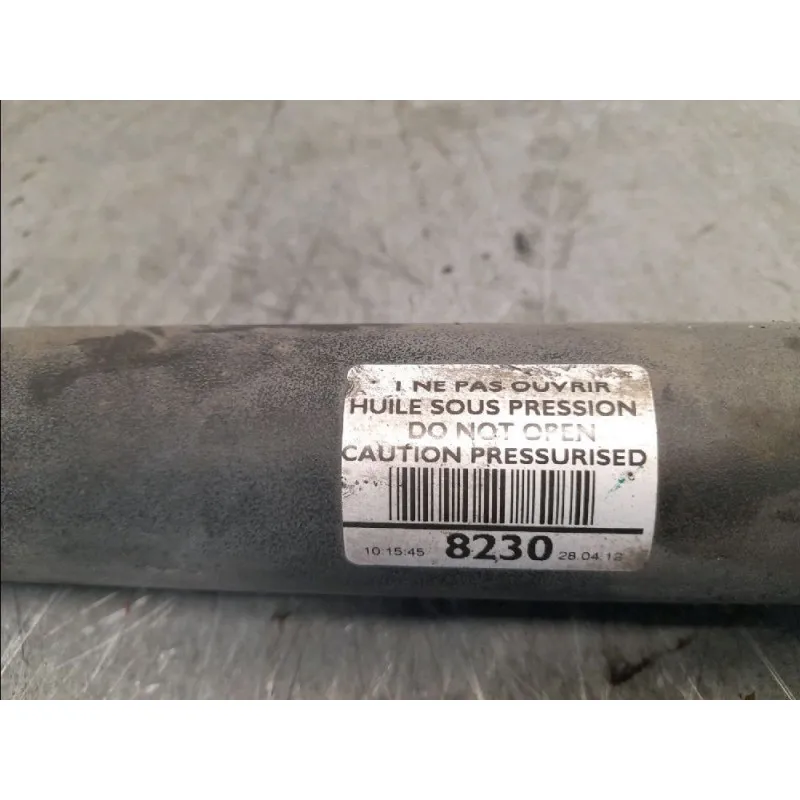 NE PAS OUVRIR
HUILE SOUS PRESSION
DO NOT OPEN
CAUTION PRESSURISED
10:15:45 8230 28.04.12